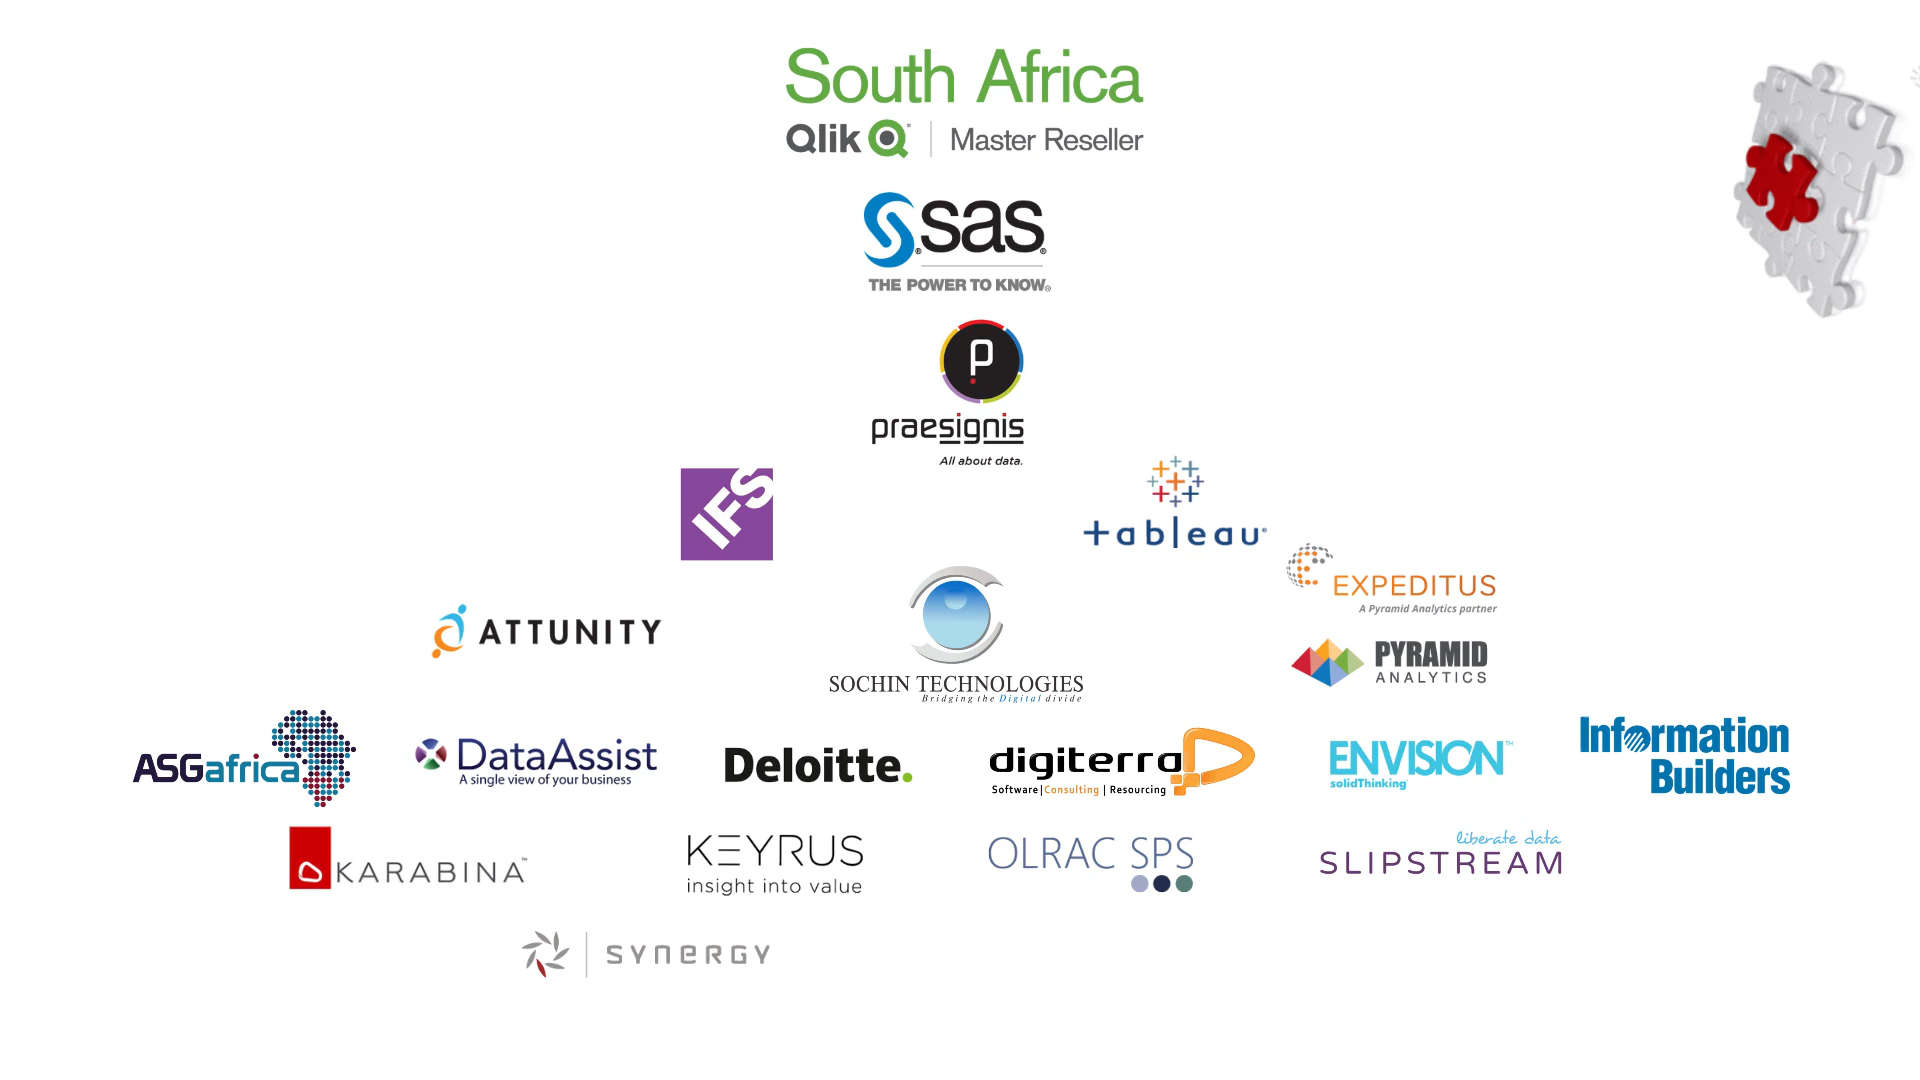 South Africa
Qlik Q® | Master Reseller
S® sas®
THE POWER TO KNOW®
p
praesignis
All about data.
IFS
+ableau®
EXPEDITUS
A Pyramid Analytics partner
ATTUNITY
SOCHIN TECHNOLOGIES
Bridging the Digital divide
PYRAMID
ANALYTICS
ASGafrica
DataAssist
A single view of your business
Deloitte.
digiterra
Software|Consulting | Resourcing
ENVISION™
solidThinking
Information
Builders
KARABINA™
KEYRUS
insight into value
OLRAC SPS
liberate data
SLIPSTREAM
SYNERGY